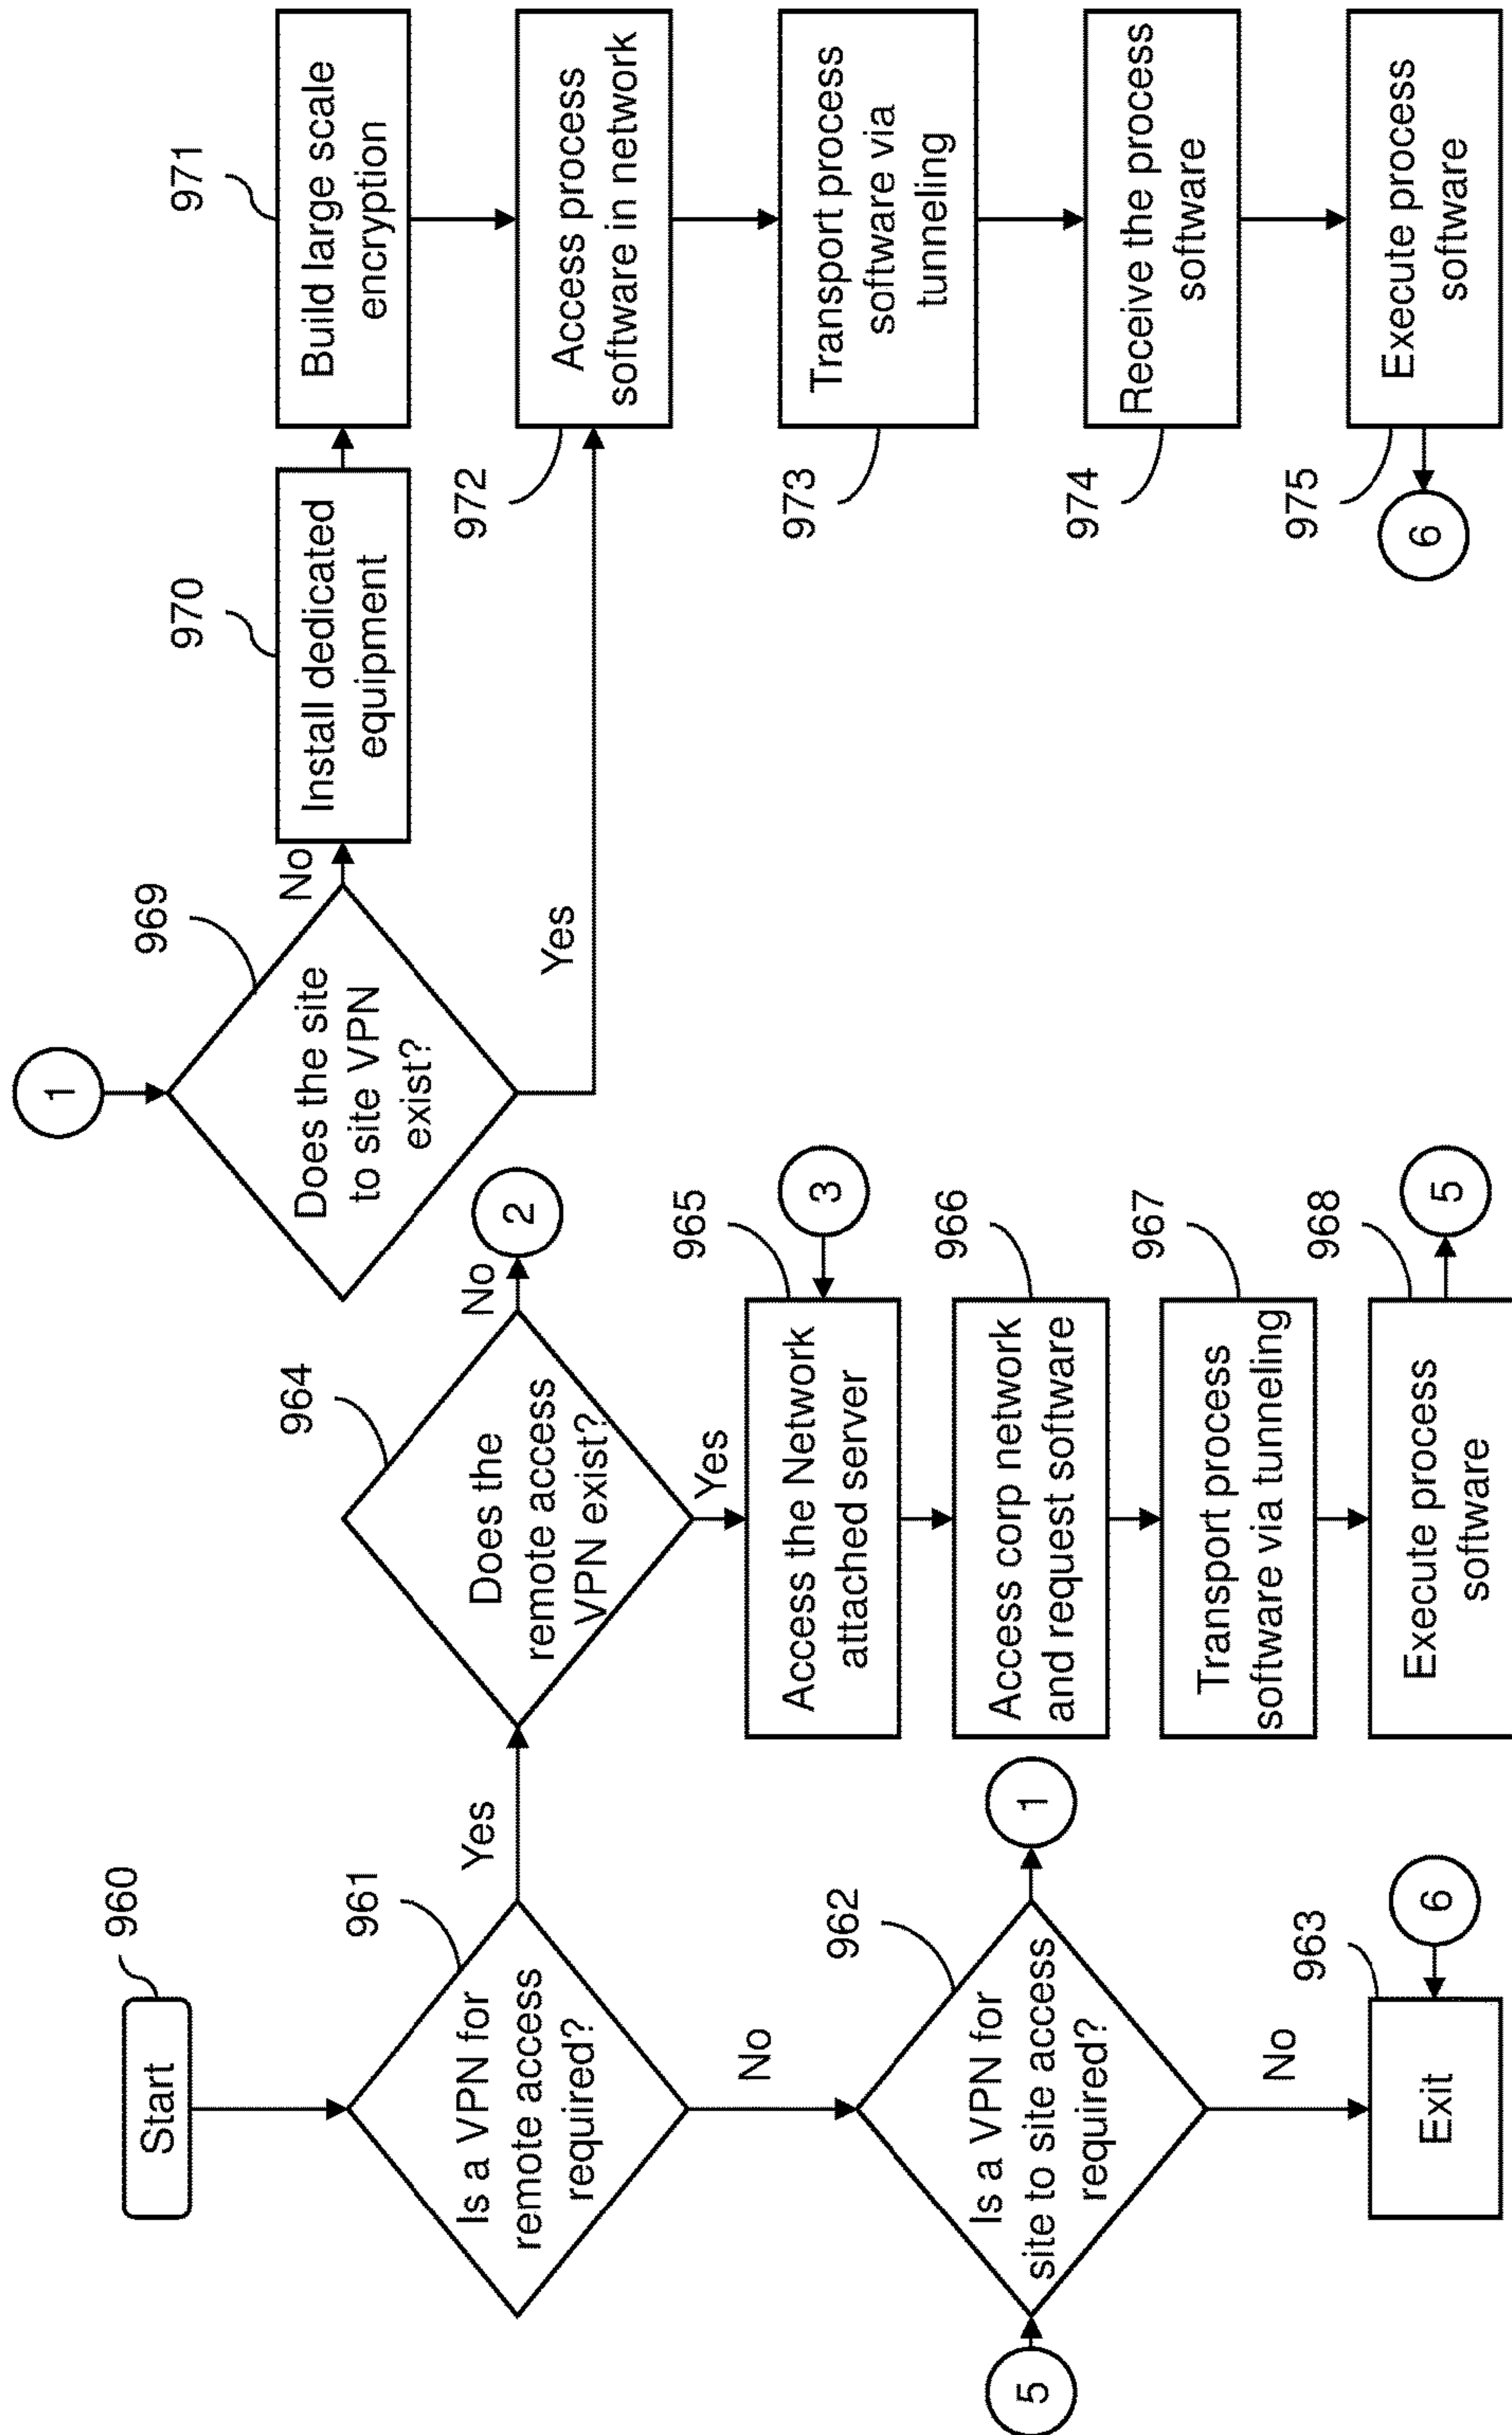 960
Start
961
Is a VPN for
remote access
required?
Yes
No
962
Is a VPN for
site to site access
required?
5
1
No
963
Exit
6
964
Does the
remote access
VPN exist?
No
2
Yes
965
Access the Network
attached server
3
966
Access corp network
and request software
967
Transport process
software via tunneling
968
Execute process
software
5
1
969
Does the site
to site VPN
exist?
No
Yes
970
Install dedicated
equipment
971
Build large scale
encryption
972
Access process
software in network
973
Transport process
software via
tunneling
974
Receive the process
software
975
Execute process
software
6